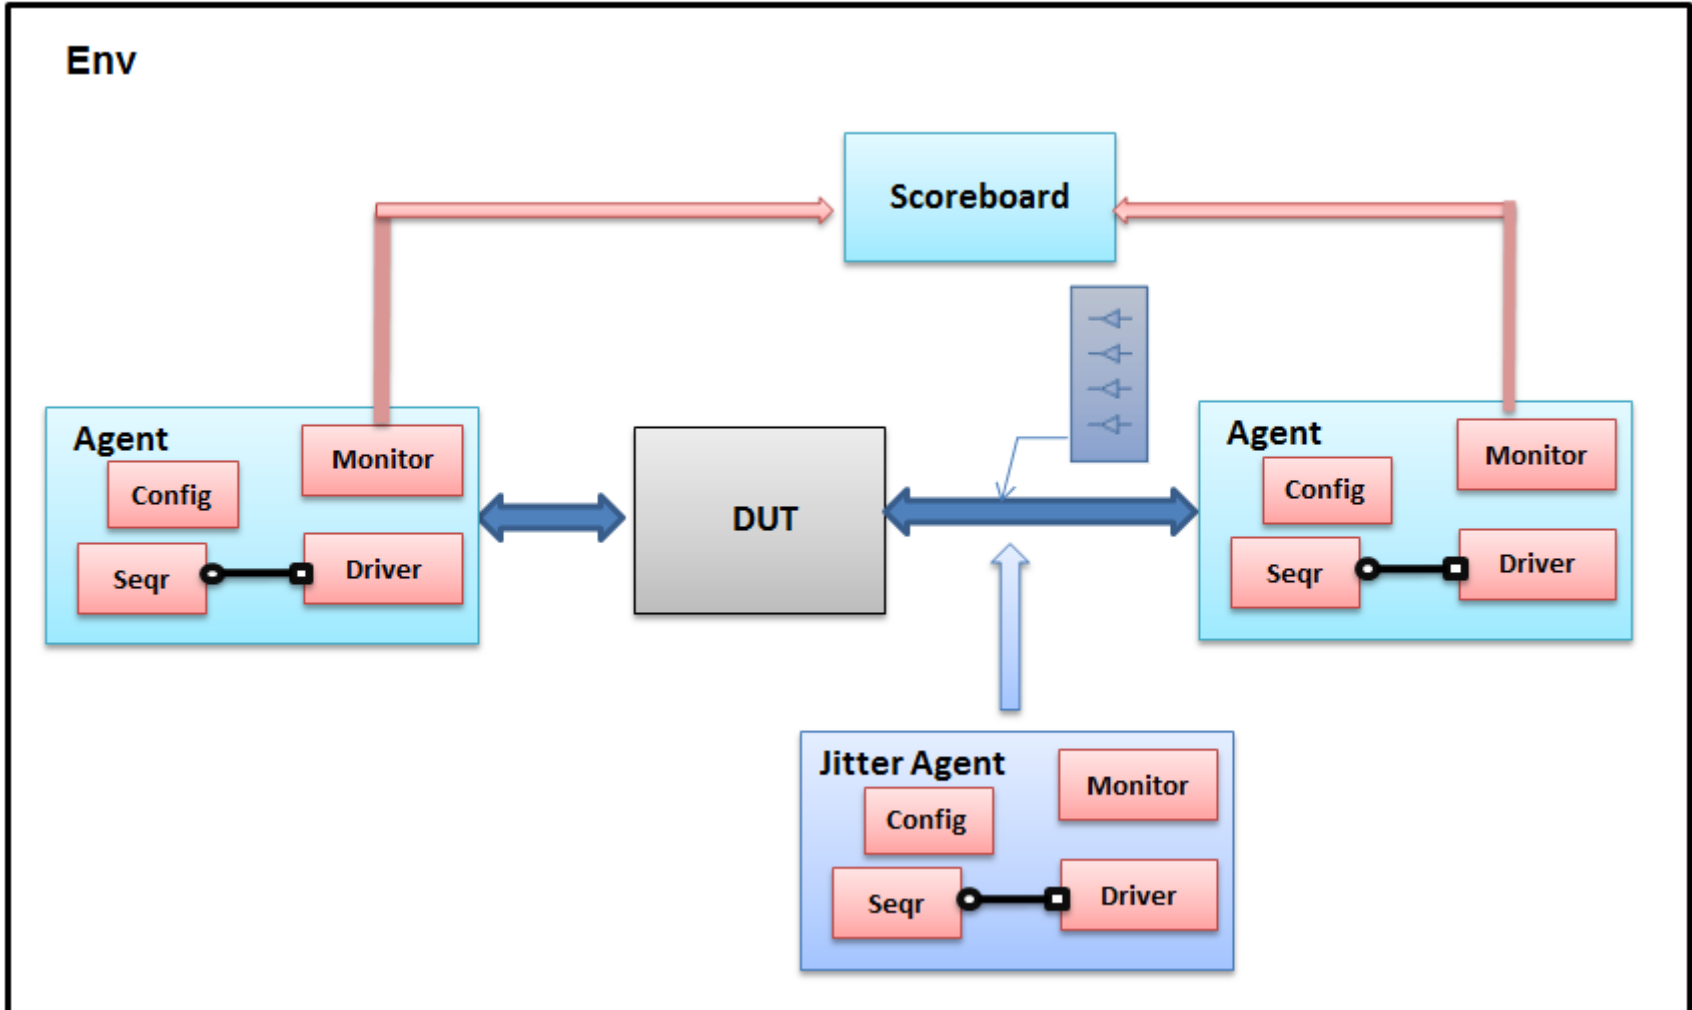 Env
Scoreboard
Agent
Monitor
Config
Seqr
Driver
DUT
Agent
Monitor
Config
Seqr
Driver
Jitter Agent
Monitor
Config
Seqr
Driver